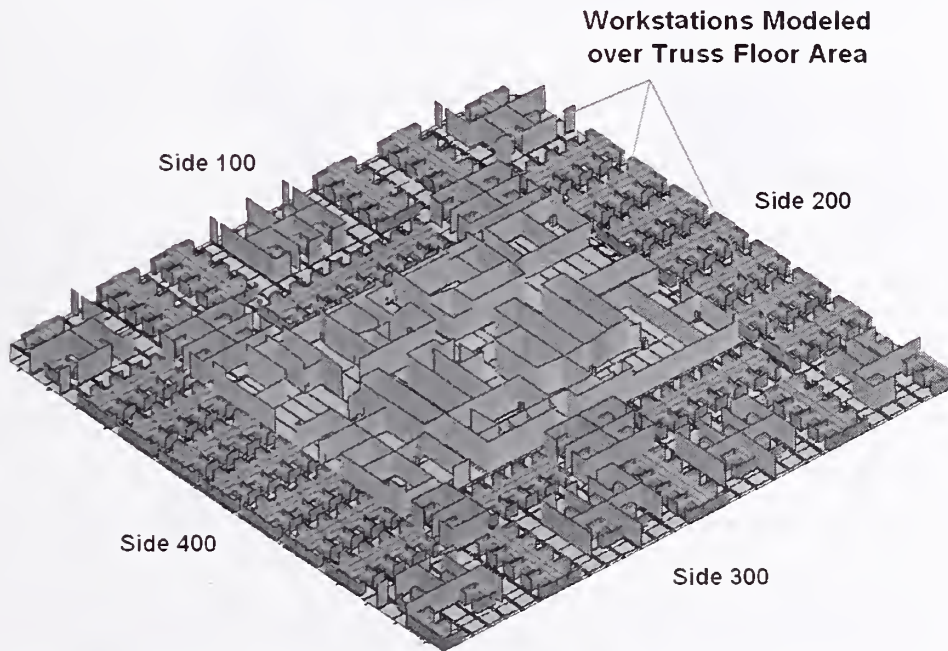 Workstations Modeled
over Truss Floor Area
Side 100
Side 200
Side 400
Side 300